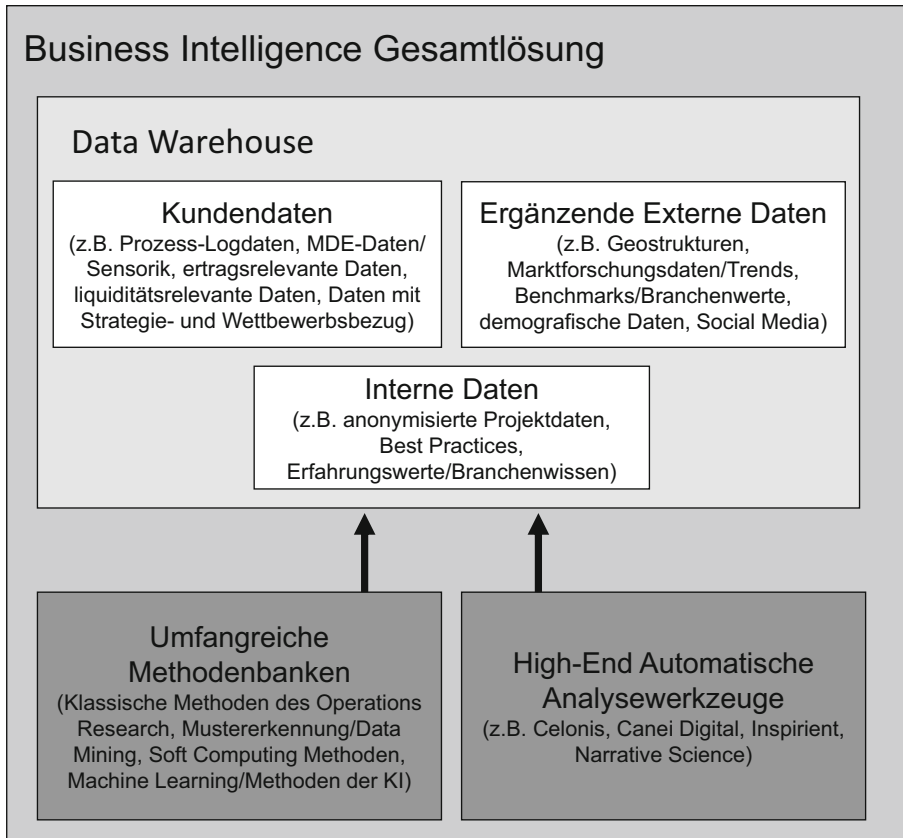 Business Intelligence Gesamtlösung
Data Warehouse
Kundendaten
(z.B. Prozess-Logdaten, MDE-Daten/
Sensorik, ertragsrelevante Daten,
liquiditätsrelevante Daten, Daten mit
Strategie- und Wettbewerbsbezug)
Ergänzende Externe Daten
(z.B. Geostrukturen,
Marktforschungsdaten/Trends,
Benchmarks/Branchenwerte,
demografische Daten, Social Media)
Interne Daten
(z.B. anonymisierte Projektdaten,
Best Practices,
Erfahrungswerte/Branchenwissen)
Umfangreiche
Methodenbanken
(Klassische Methoden des Operations
Research, Mustererkennung/Data
Mining, Soft Computing Methoden,
Machine Learning/Methoden der KI)
High-End Automatische
Analysewerkzeuge
(z.B. Celonis, Canei Digital, Inspirient,
Narrative Science)